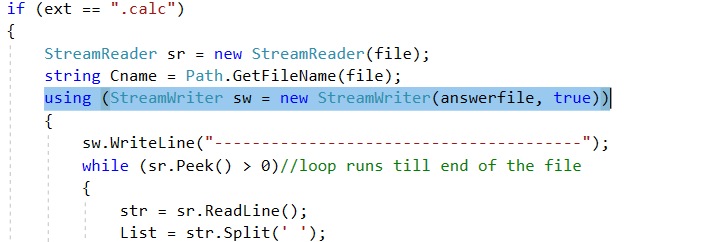 if (ext == ".calc")
{
StreamReader sr = new StreamReader(file);
string Cname = Path.GetFileName(file);
using (StreamWriter sw = new StreamWriter(answerfile, true))
{
sw.WriteLine("---------------------------------------");
while (sr.Peek() > 0)//loop runs till end of the file
{
str = sr.ReadLine();
List = str.Split(' ');